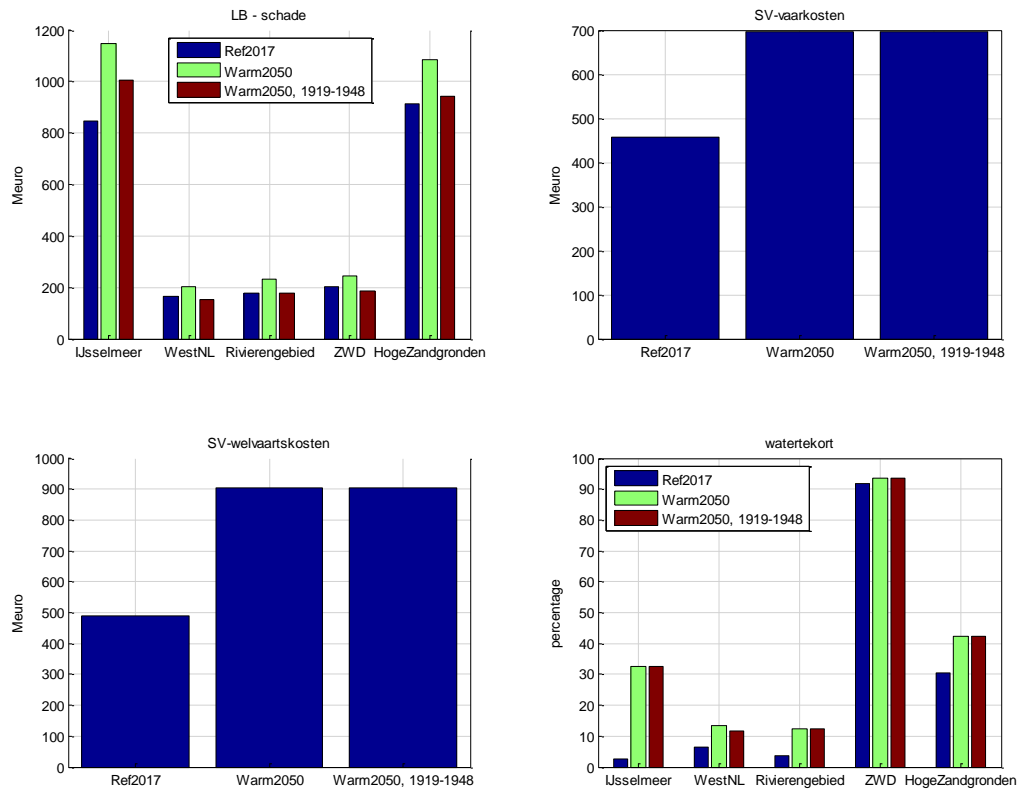 LB - schade
Meuro
1200
1000
800
600
400
200
0
Ref2017
Warm2050
Warm2050, 1919-1948
IJsselmeer WestNL Rivierengebied ZWD HogeZandgronden
SV-vaarkosten
Meuro
700
600
500
400
300
200
100
0
Ref2017 Warm2050 Warm2050, 1919-1948
SV-welvaartskosten
Meuro
1000
900
800
700
600
500
400
300
200
100
0
Ref2017 Warm2050 Warm2050, 1919-1948
watertekort
percentage
100
90
80
70
60
50
40
30
20
10
0
Ref2017
Warm2050
Warm2050, 1919-1948
IJsselmeer WestNL Rivierengebied ZWD HogeZandgronden